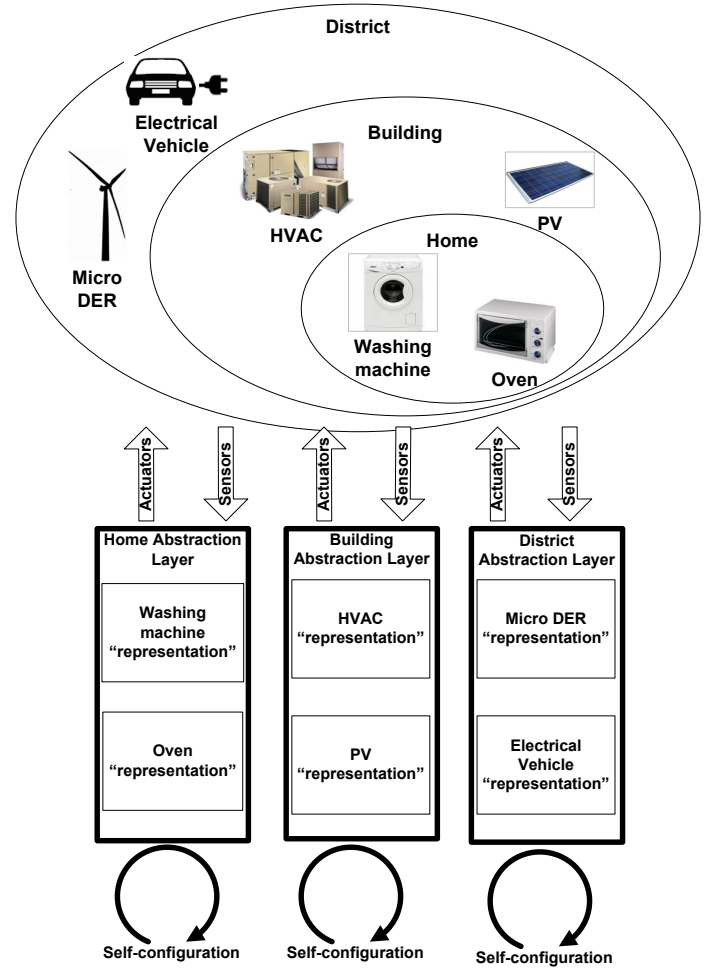 District
Electrical
Vehicle
Building
HVAC
PV
Home
Micro
DER
Washing
machine
Oven
Actuators
Sensors
Actuators
Sensors
Actuators
Sensors
Home Abstraction
Layer
Washing
machine
“representation”
Oven
“representation”
Building
Abstraction Layer
HVAC
“representation”
PV
“representation”
District
Abstraction Layer
Micro DER
“representation”
Electrical
Vehicle
“representation”
Self-configuration
Self-configuration
Self-configuration